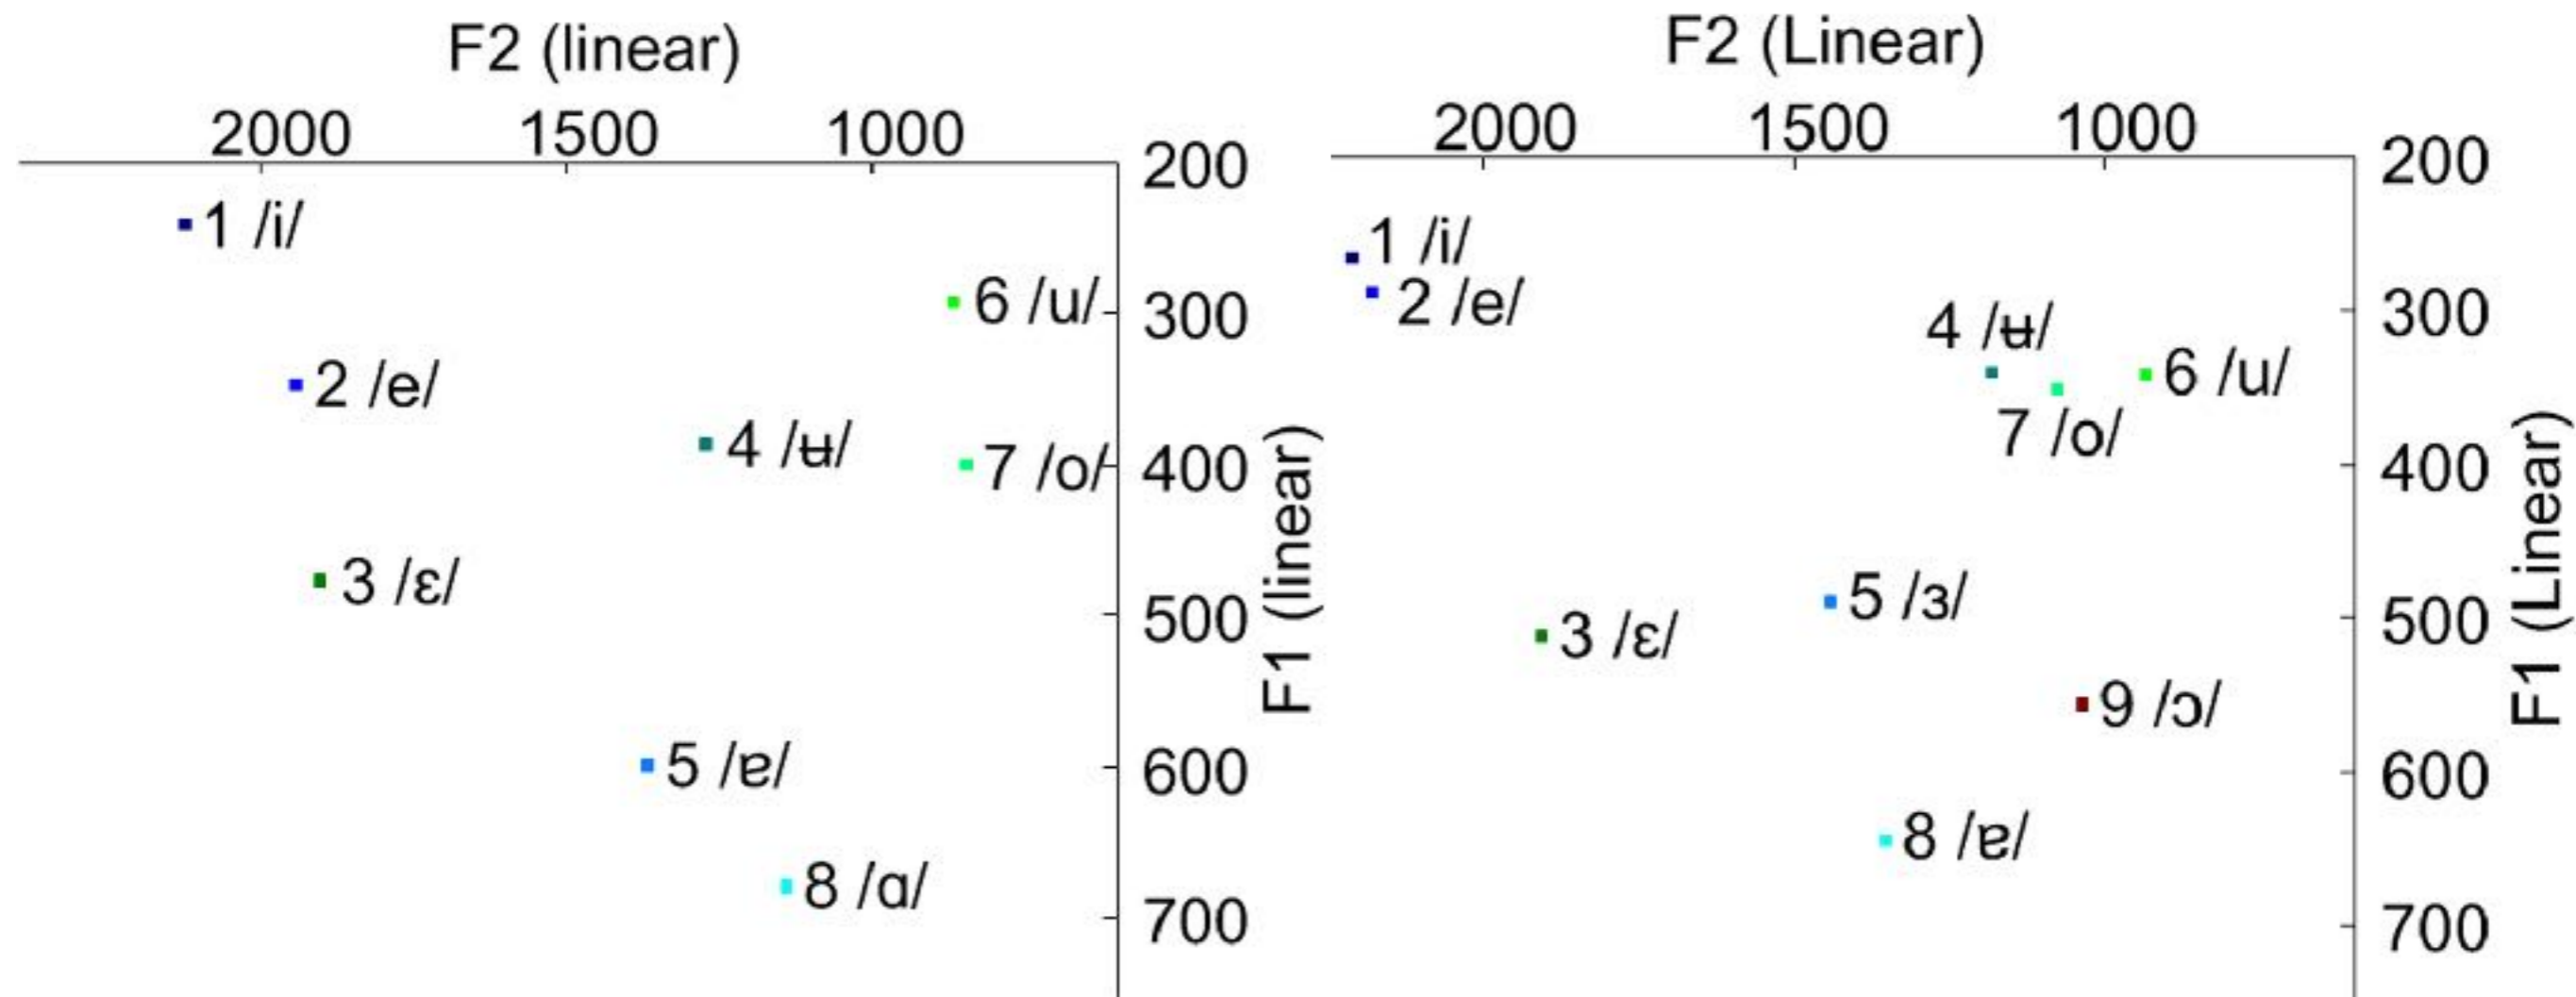 F2 (linear)
2000 1500 1000
200
1 /i/
6 /u/
300
2 /e/
4 /ʉ/
7 /o/
400
3 /ɛ/
500
F1 (linear)
5 /ɐ/
600
8 /ɑ/
700
F2 (Linear)
2000 1500 1000
200
1 /i/
2 /e/
300
4 /ʉ/
6 /u/
7 /o/
400
5 /ɜ/
3 /ɛ/
500
F1 (Linear)
9 /ɔ/
600
8 /ɐ/
700